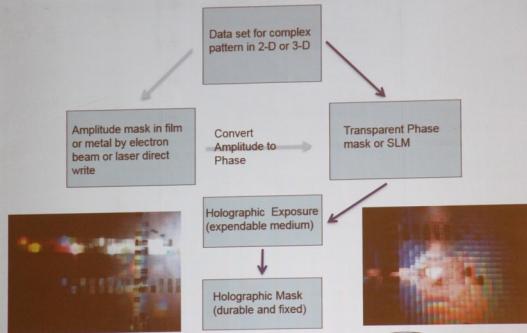 Data set for complex
pattern in 2-D or 3-D
Amplitude mask in film
or metal by electron
beam or laser direct
write
Convert
Amplitude to
Phase
Transparent Phase
mask or SLM
Holographic Exposure
(expendable medium)
Holographic Mask
(durable and fixed)